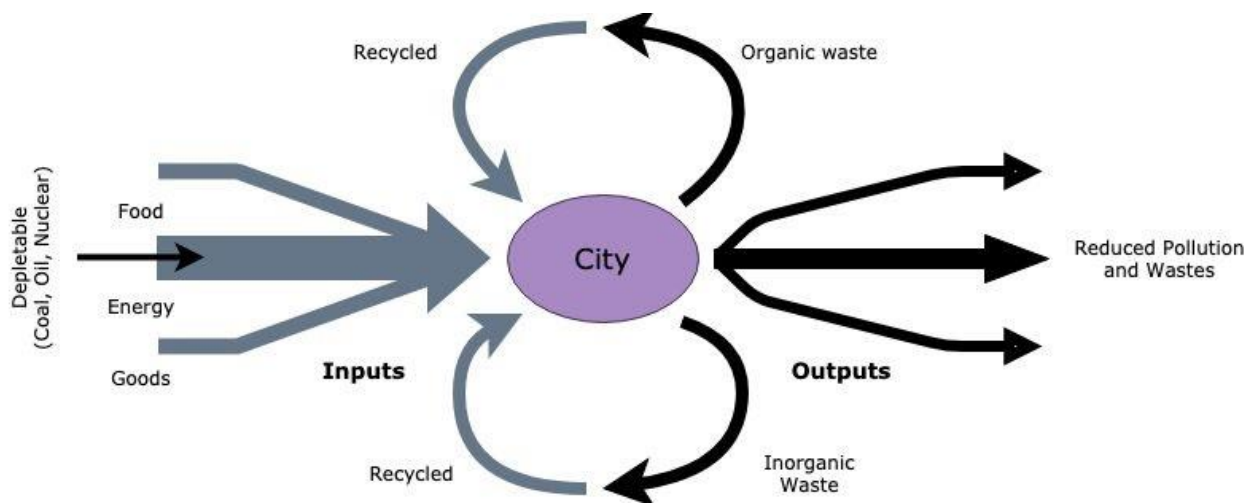 Recycled
Organic waste
Depletable
(Coal, Oil, Nuclear)
Food
City
Reduced Pollution
and Wastes
Energy
Goods
Inputs
Outputs
Recycled
Inorganic
Waste